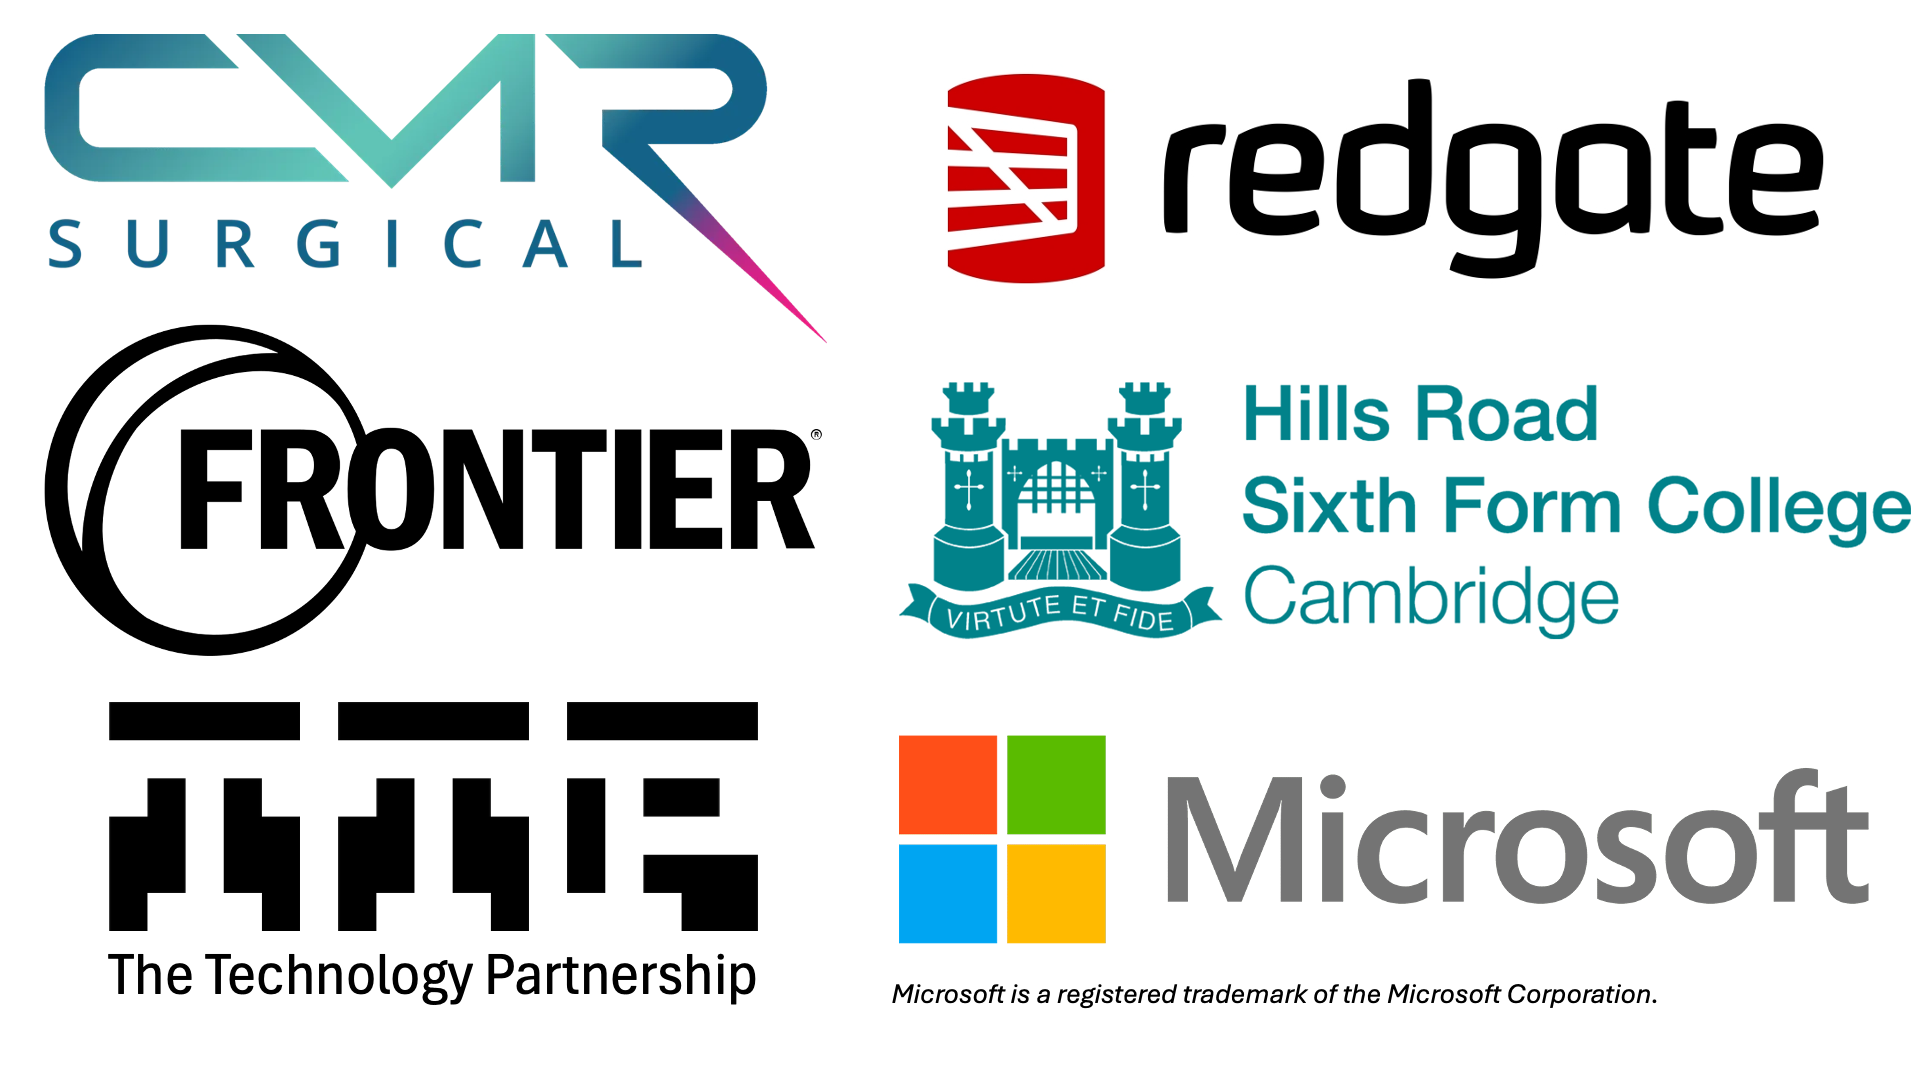 CMR
SURGICAL
redgate
FRONTIER®
Hills Road
Sixth Form College
Cambridge
VIRTUTE ET FIDE
TTP
The Technology Partnership
Microsoft
Microsoft is a registered trademark of the Microsoft Corporation.